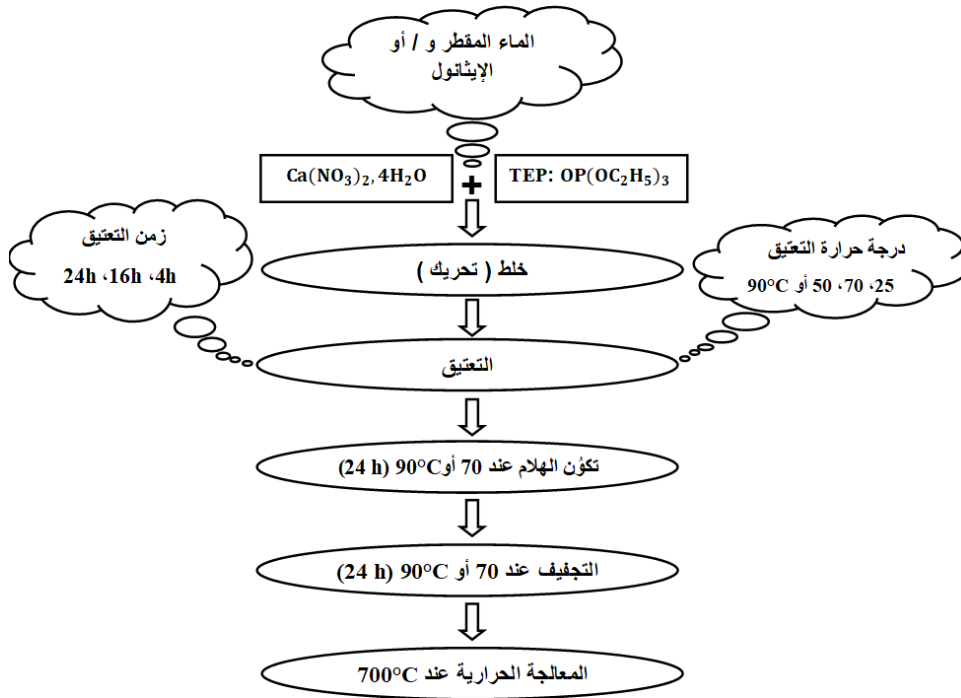 الماء المقطر و / أو
الإيثانول
Ca(NO₃)₂, 4H₂O
+
TEP: OP(OC₂H₅)₃
زمن التعتيق
24h ،16h ،4h
درجة حرارة التعتيق
25، 70، 50 أو 90°C
خلط ( تحريك )
التعتيق
تكوُن الهلام عند 70 أو90°C (24 h)
التجفيف عند 70 أو 90°C (24 h)
المعالجة الحرارية عند 700°C